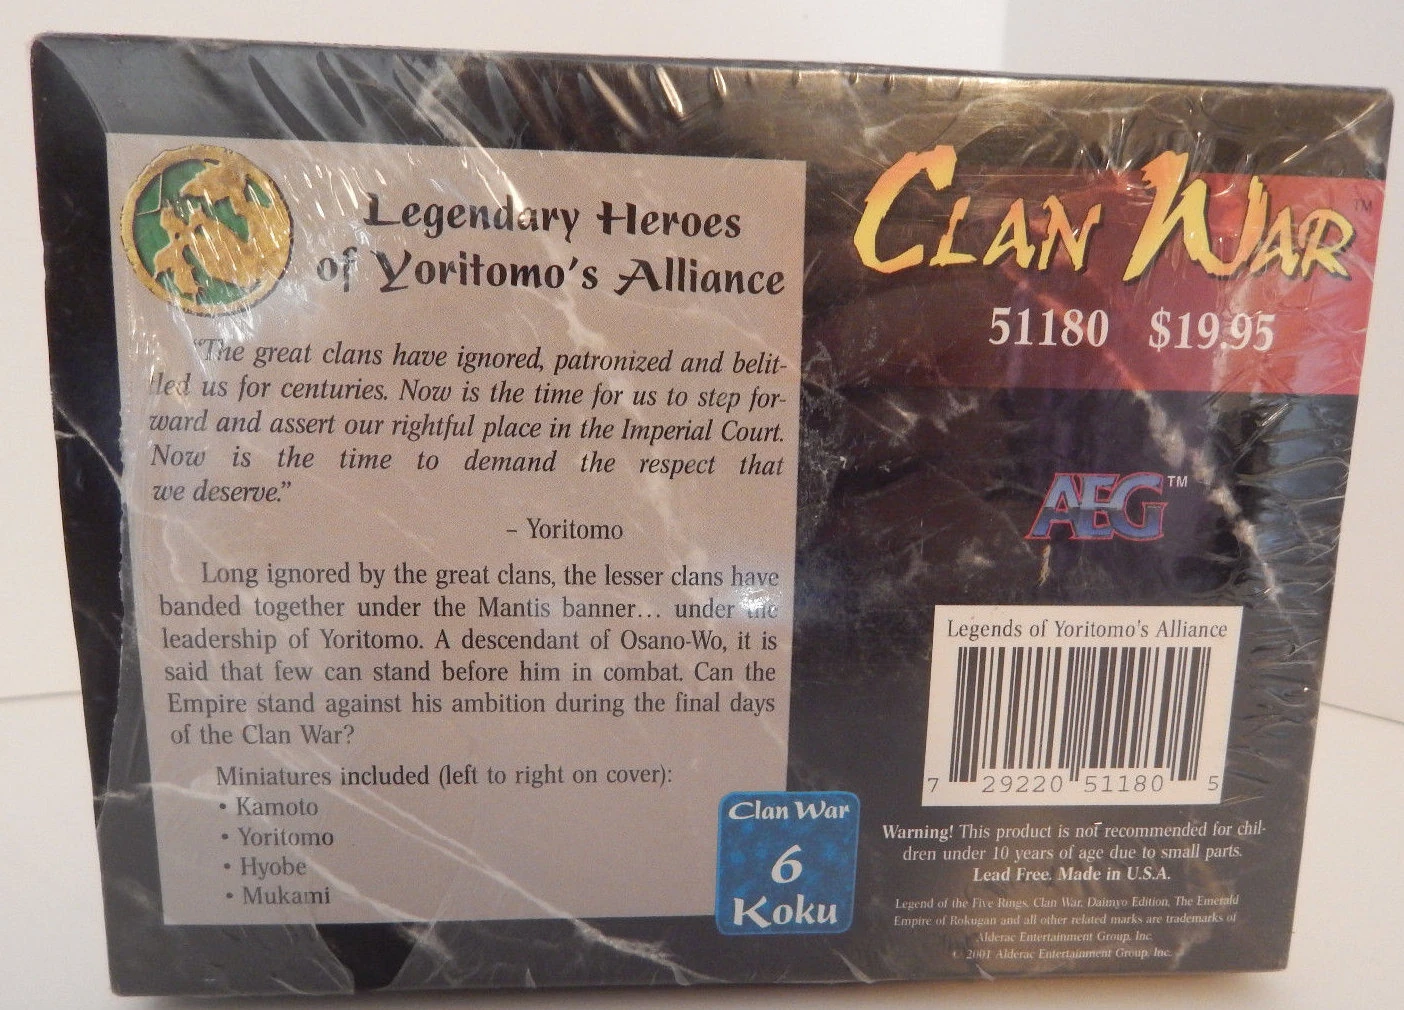 Legendary Heroes
of Yoritomo's Alliance
"The great clans have ignored, patronized and belit-
tled us for centuries. Now is the time for us to step for-
ward and assert our rightful place in the Imperial Court.
Now is the time to demand the respect that
we deserve."
– Yoritomo
Long ignored by the great clans, the lesser clans have
banded together under the Mantis banner... under the
leadership of Yoritomo. A descendant of Osano-Wo, it is
said that few can stand before him in combat. Can the
Empire stand against his ambition during the final days
of the Clan War?
Miniatures included (left to right on cover):
• Kamoto
• Yoritomo
• Hyobe
• Mukami
Clan War
6
Koku
CLAN WAR™
51180 $19.95
AEG™
Legends of Yoritomo's Alliance
7 29220 51180 5
Warning! This product is not recommended for chil-
dren under 10 years of age due to small parts.
Lead Free. Made in U.S.A.
Legend of the Five Rings, Clan War, Daimyo Edition, The Emerald
Empire of Rokugan and all other related marks are trademarks of
Alderac Entertainment Group, Inc.
© 2001 Alderac Entertainment Group, Inc.